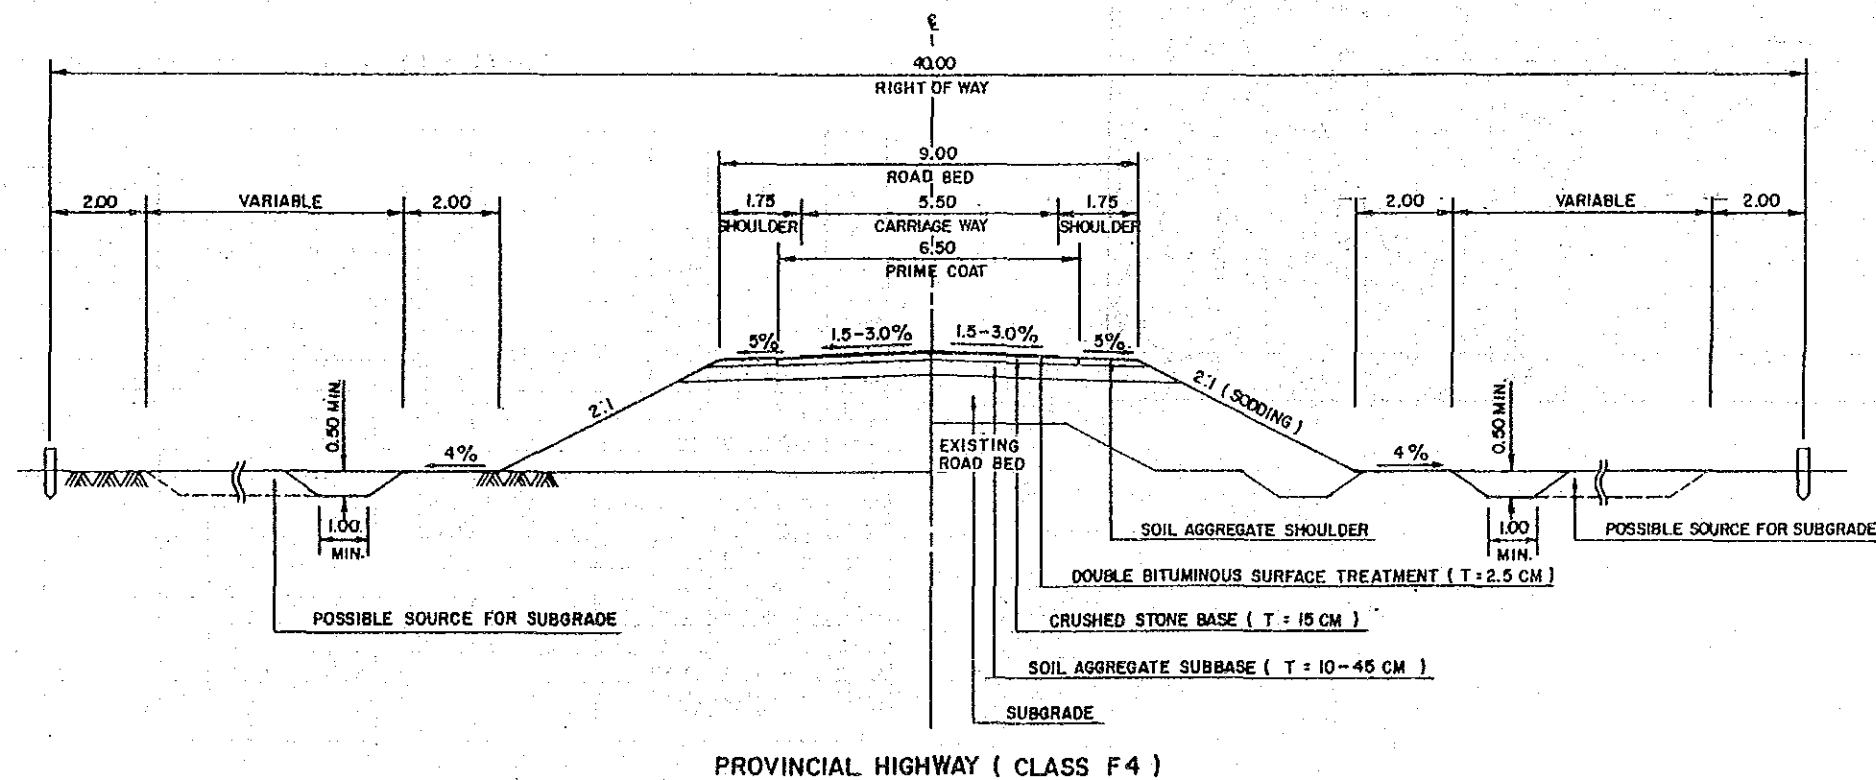 ℄
40.00
RIGHT OF WAY
9.00
ROAD BED
2.00
VARIABLE
2.00
1.75
5.50
1.75
2.00
VARIABLE
2.00
SHOULDER
CARRIAGE WAY
SHOULDER
6.50
PRIME COAT
5%
1.5-3.0%
1.5-3.0%
5%
2:1
2:1 ( SODDING )
0.50 MIN.
0.50 MIN.
4%
4%
EXISTING
ROAD BED
1.00
MIN.
1.00
MIN.
SOIL AGGREGATE SHOULDER
POSSIBLE SOURCE FOR SUBGRADE
DOUBLE BITUMINOUS SURFACE TREATMENT ( T = 2.5 CM )
POSSIBLE SOURCE FOR SUBGRADE
CRUSHED STONE BASE ( T = 15 CM )
SOIL AGGREGATE SUBBASE ( T = 10-45 CM )
SUBGRADE
PROVINCIAL HIGHWAY ( CLASS F4 )